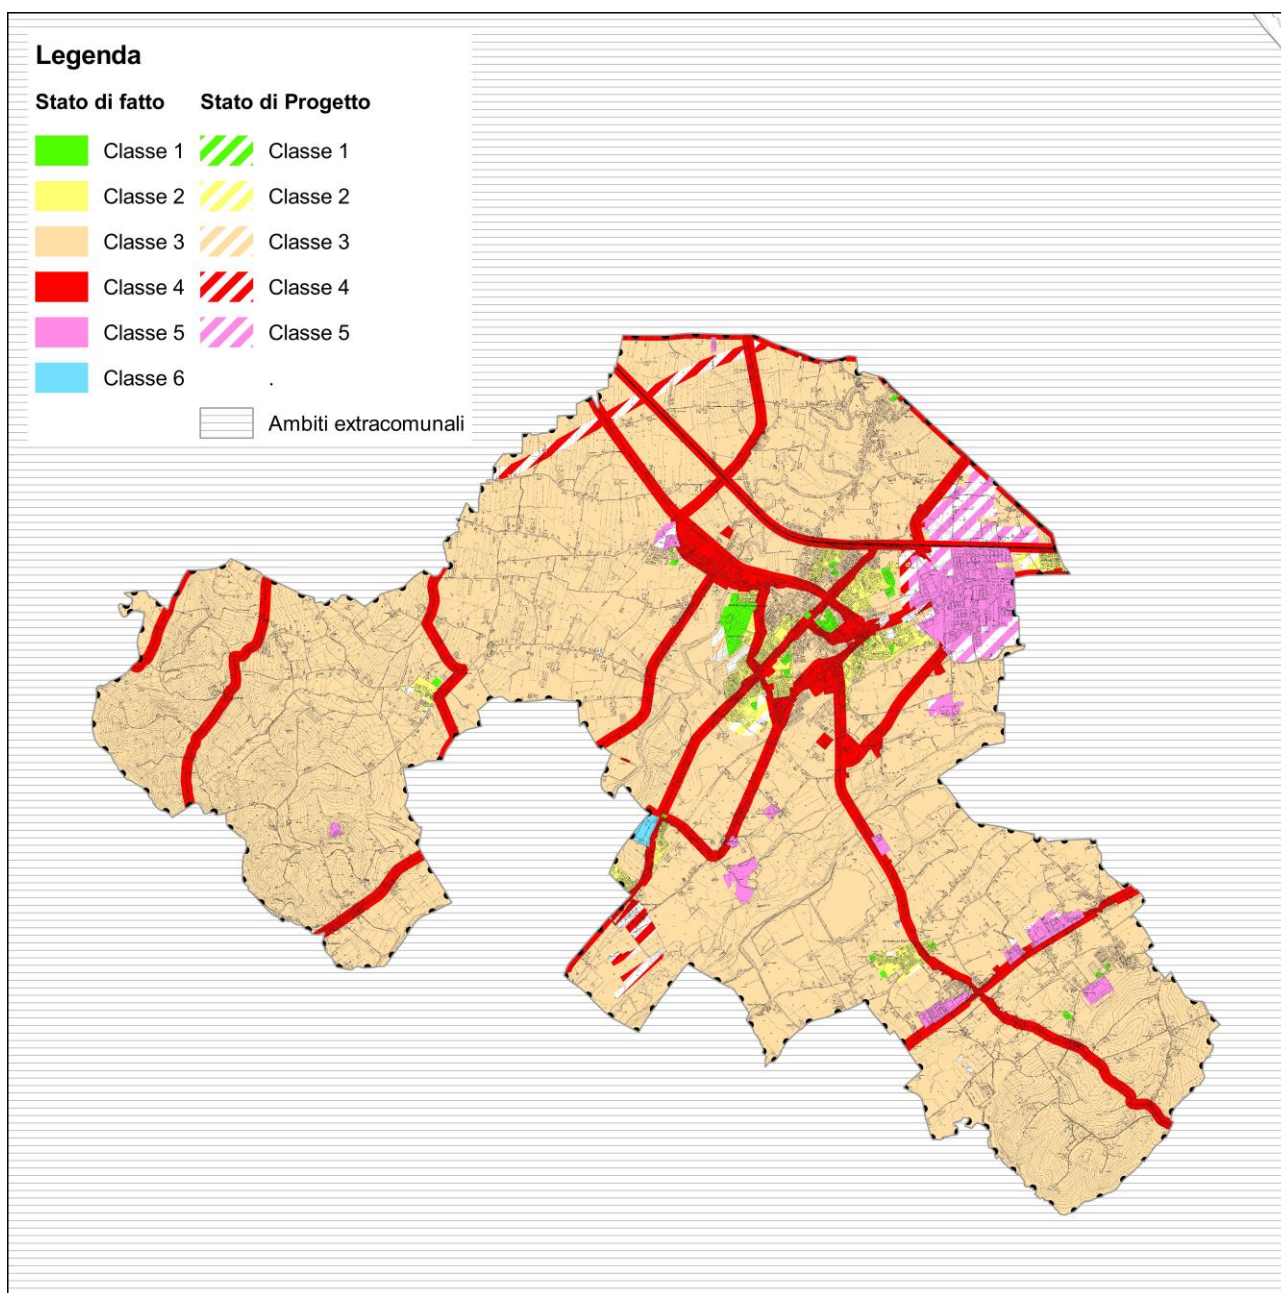 Legenda
Stato di fatto Stato di Progetto
Classe 1 Classe 1
Classe 2 Classe 2
Classe 3 Classe 3
Classe 4 Classe 4
Classe 5 Classe 5
Classe 6 .
Ambiti extracomunali